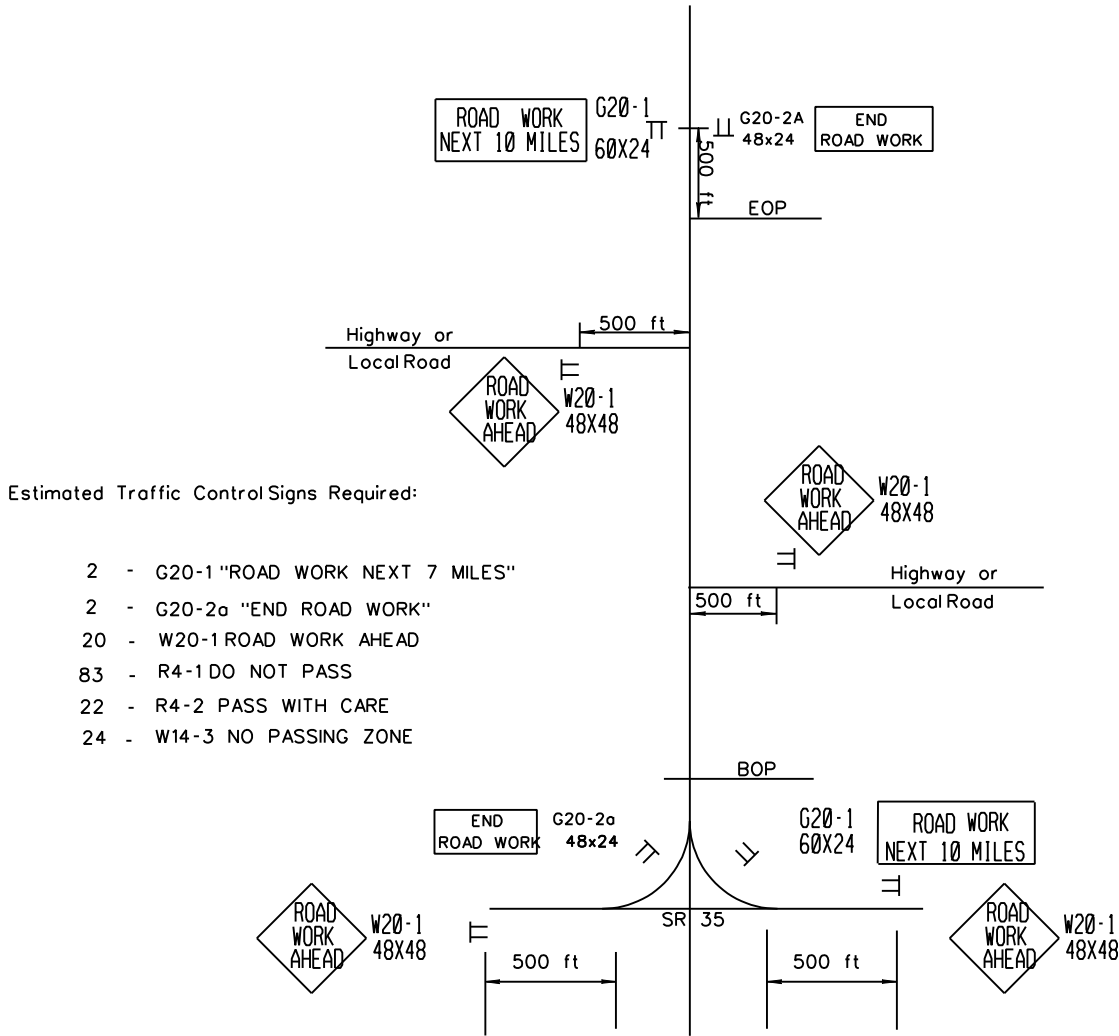 ROAD WORK
NEXT 10 MILES
G20-1
60X24
G20-2A
48x24
END
ROAD WORK
500 ft
EOP
500 ft
Highway or
Local Road
ROAD
WORK
AHEAD
W20-1
48X48
ROAD
WORK
AHEAD
W20-1
48X48
Estimated Traffic Control Signs Required:
2 - G20-1 "ROAD WORK NEXT 7 MILES"
2 - G20-2a "END ROAD WORK"
20 - W20-1 ROAD WORK AHEAD
83 - R4-1 DO NOT PASS
22 - R4-2 PASS WITH CARE
24 - W14-3 NO PASSING ZONE
500 ft
Highway or
Local Road
BOP
END
ROAD WORK
G20-2a
48x24
G20-1
60X24
ROAD WORK
NEXT 10 MILES
SR 35
ROAD
WORK
AHEAD
W20-1
48X48
500 ft
500 ft
ROAD
WORK
AHEAD
W20-1
48X48